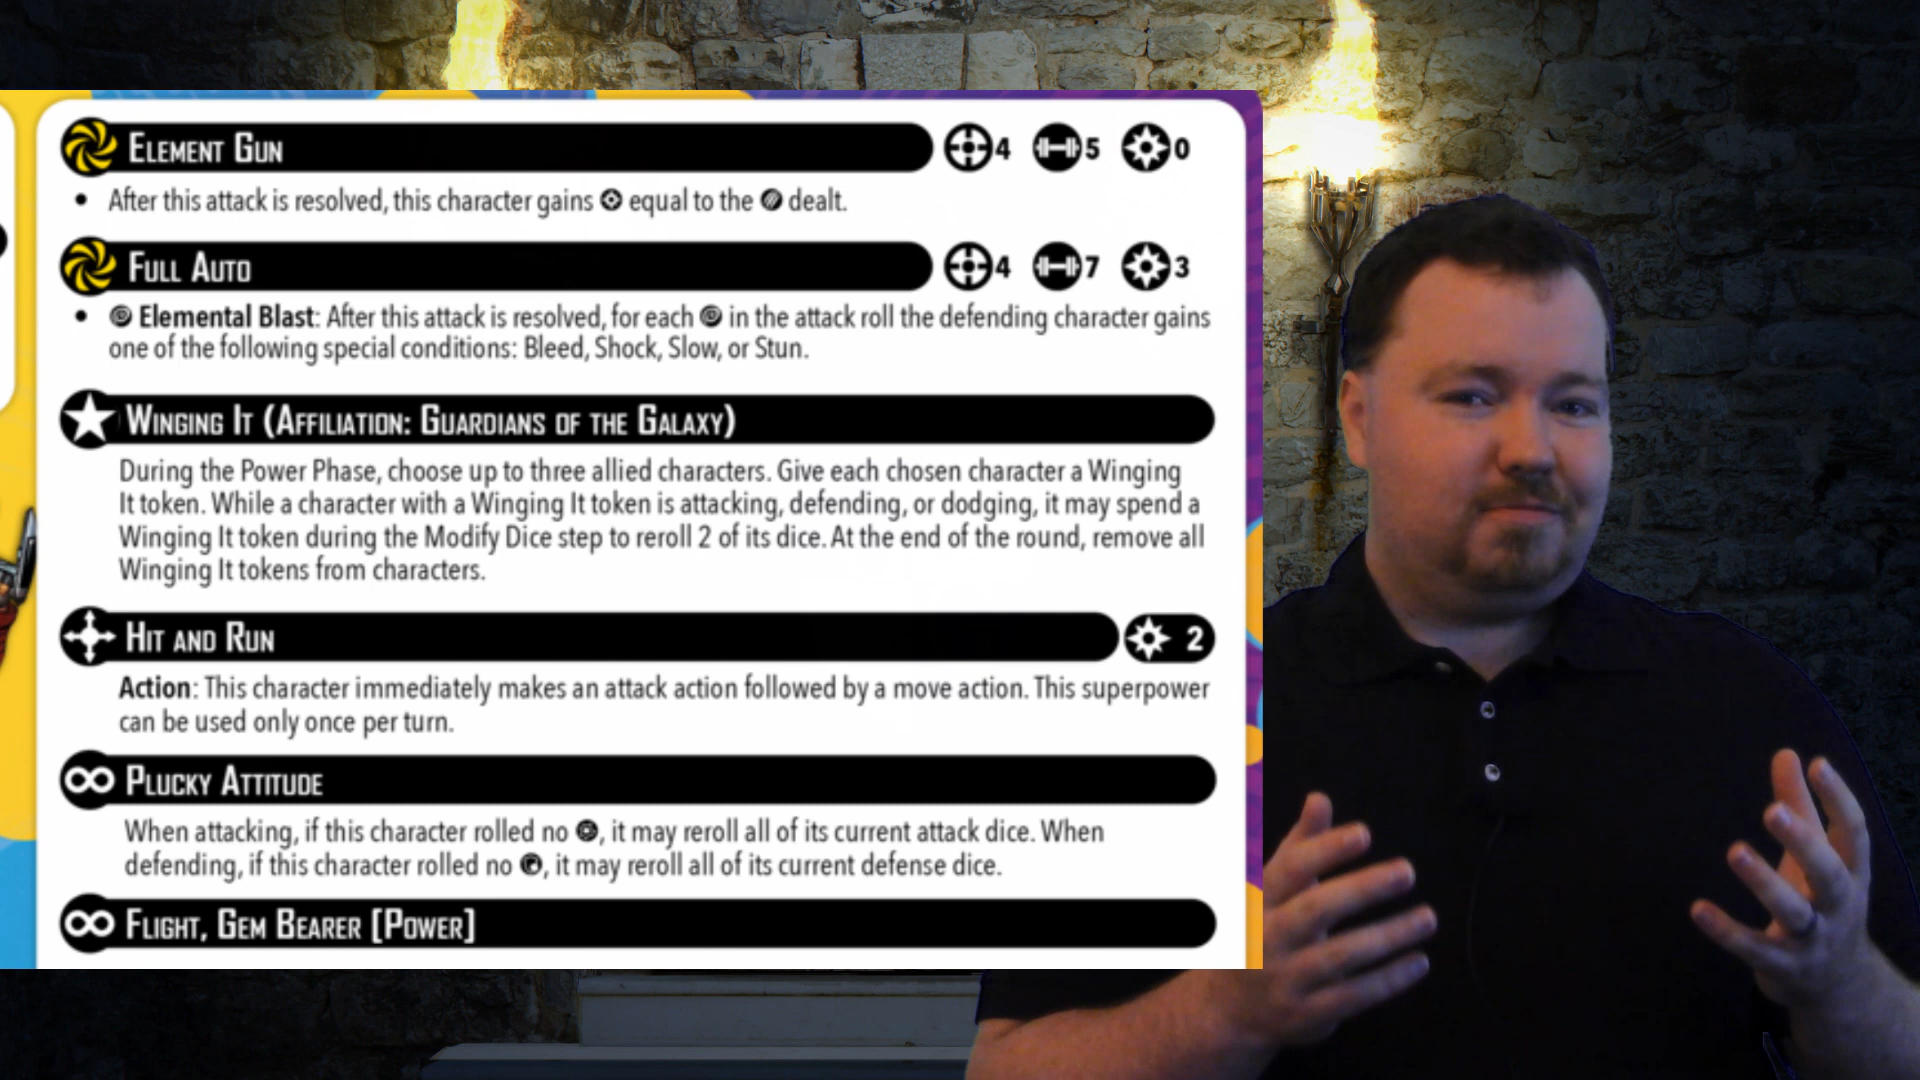 ELEMENT GUN 4 5 0
• After this attack is resolved, this character gains equal to the dealt.
FULL AUTO 4 7 3
• Elemental Blast: After this attack is resolved, for each in the attack roll the defending character gains
one of the following special conditions: Bleed, Shock, Slow, or Stun.
WINGING IT (AFFILIATION: GUARDIANS OF THE GALAXY)
During the Power Phase, choose up to three allied characters. Give each chosen character a Winging
It token. While a character with a Winging It token is attacking, defending, or dodging, it may spend a
Winging It token during the Modify Dice step to reroll 2 of its dice. At the end of the round, remove all
Winging It tokens from characters.
HIT AND RUN 2
Action: This character immediately makes an attack action followed by a move action. This superpower
can be used only once per turn.
PLUCKY ATTITUDE
When attacking, if this character rolled no , it may reroll all of its current attack dice. When
defending, if this character rolled no , it may reroll all of its current defense dice.
FLIGHT, GEM BEARER [POWER]